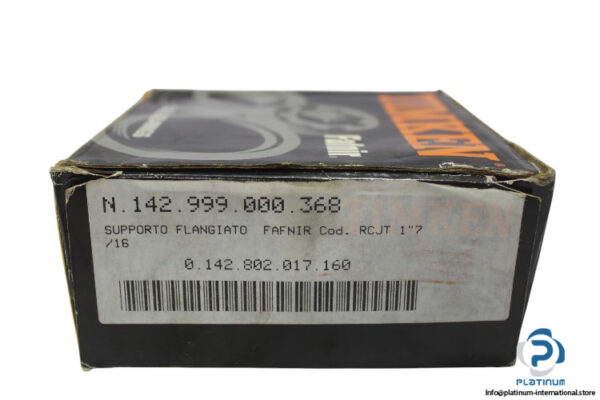 TIMKEN
Fafnir
N.142.999.000.368
SUPPORTO FLANGIATO FAFNIR Cod. RCJT 1"7
/16
0.142.802.017.160
PLATINUM
Info@platinum-international.store